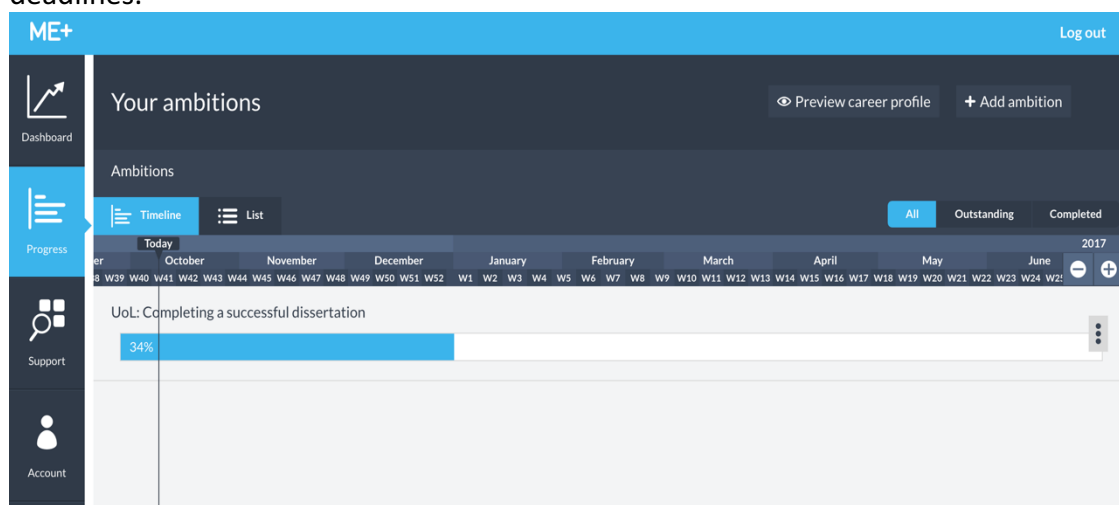 deadlines.
ME+
Log out
Dashboard
Your ambitions
Preview career profile
+ Add ambition
Ambitions
Progress
Timeline
List
All
Outstanding
Completed
Today
2017
er October November December January February March April May June
W39 W40 W41 W42 W43 W44 W45 W46 W47 W48 W49 W50 W51 W52 W1 W2 W3 W4 W5 W6 W7 W8 W9 W10 W11 W12 W13 W14 W15 W16 W17 W18 W19 W20 W21 W22 W23 W24
UoL: Completing a successful dissertation
34%
Support
Account